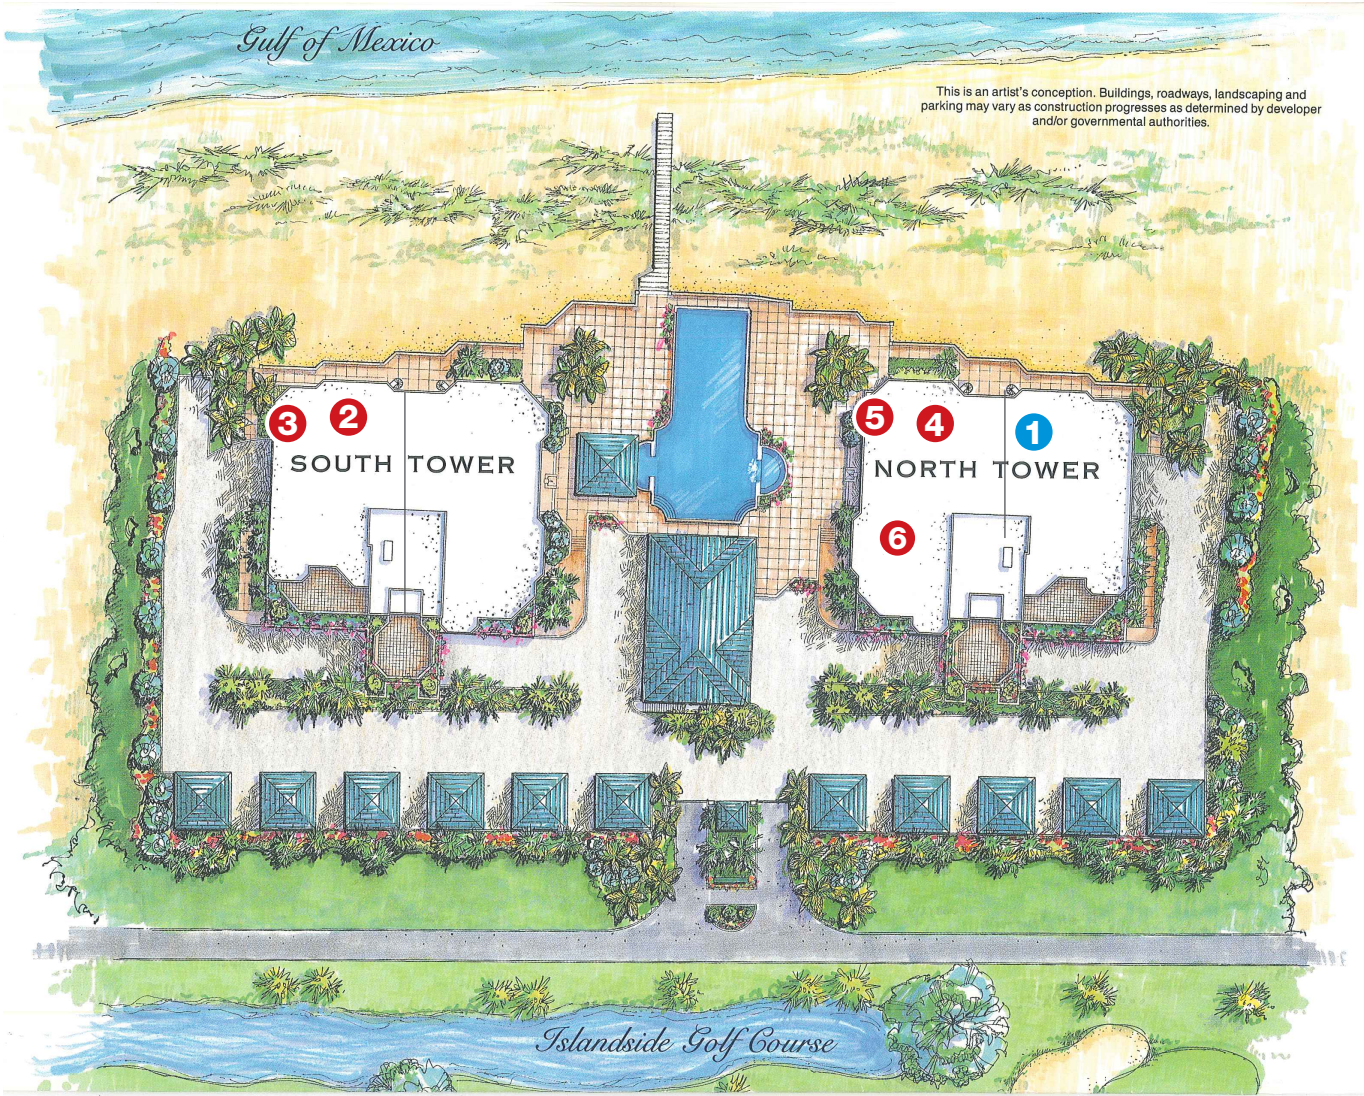 Gulf of Mexico
This is an artist's conception. Buildings, roadways, landscaping and
parking may vary as construction progresses as determined by developer
and/or governmental authorities.
3
2
SOUTH TOWER
5
4
1
NORTH TOWER
6
Islandside Golf Course